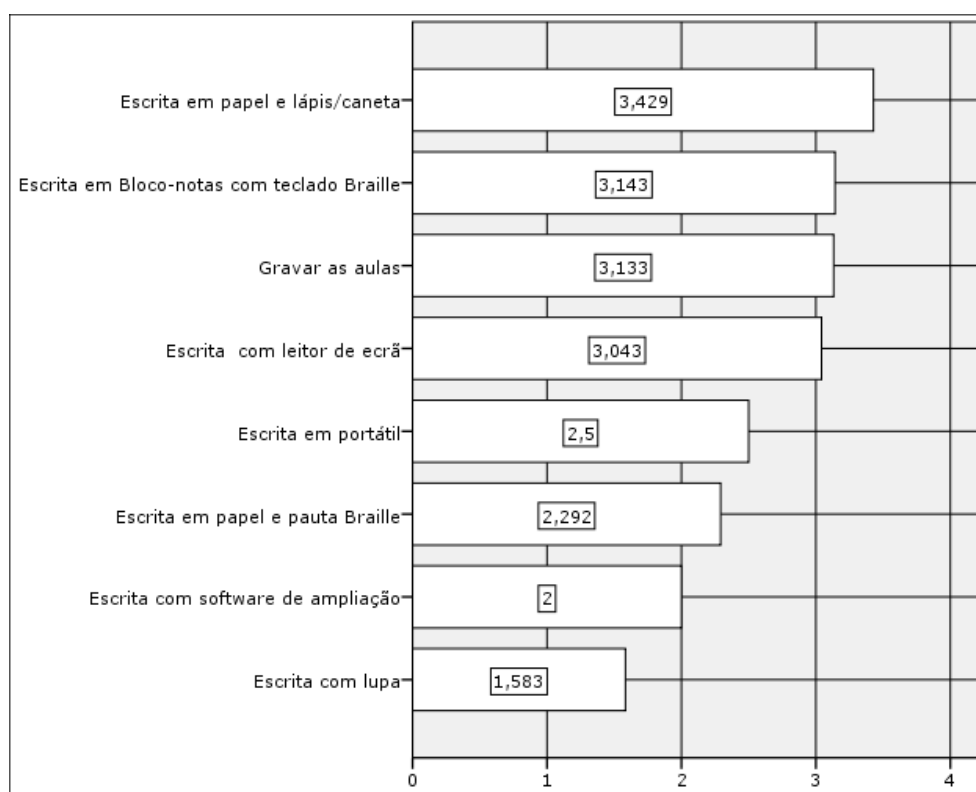 Escrita em papel e lápis/caneta 3,429
Escrita em Bloco-notas com teclado Braille 3,143
Gravar as aulas 3,133
Escrita  com leitor de ecrã 3,043
Escrita em portátil 2,5
Escrita em papel e pauta Braille 2,292
Escrita com software de ampliação 2
Escrita com lupa 1,583
0 1 2 3 4